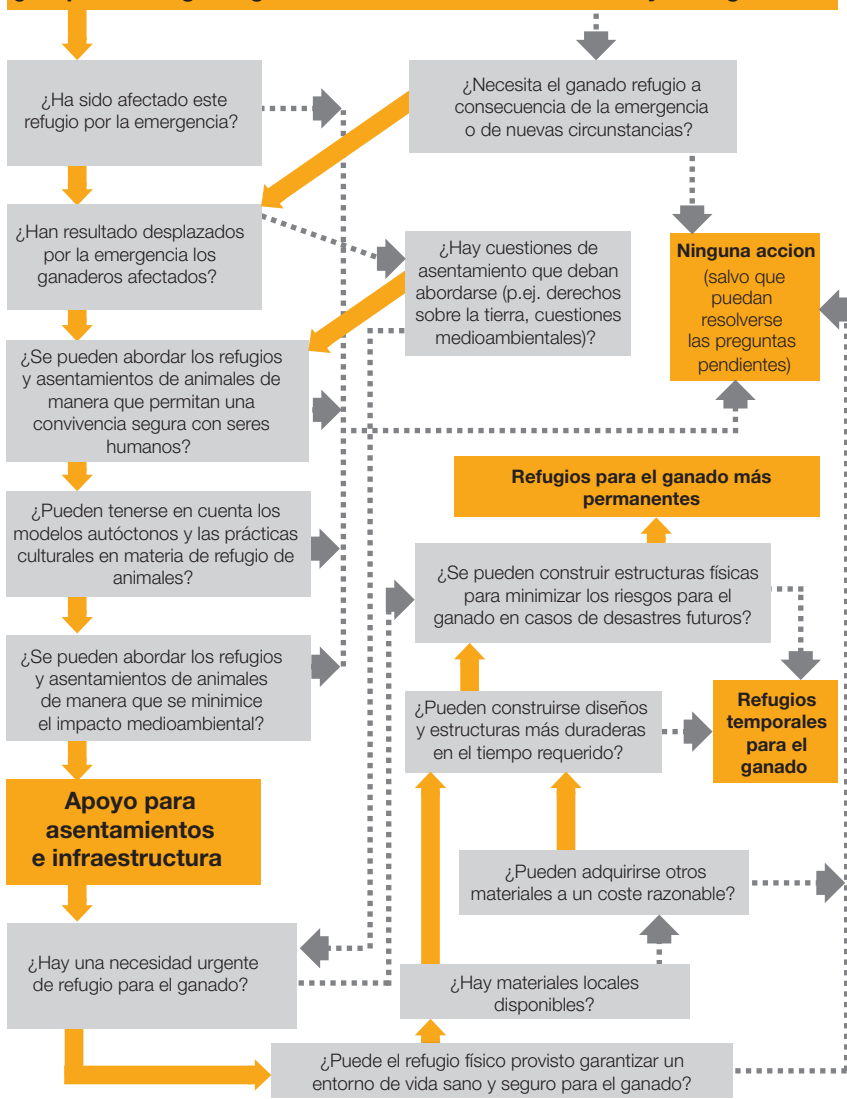 ¿Ha sido afectado este
refugio por la emergencia?
¿Necesita el ganado refugio a
consecuencia de la emergencia
o de nuevas circunstancias?
¿Han resultado desplazados
por la emergencia los
ganaderos afectados?
¿Hay cuestiones de
asentamiento que deban
abordarse (p.ej. derechos
sobre la tierra, cuestiones
medioambientales)?
Ninguna accion
(salvo que
puedan
resolverse
las preguntas
pendientes)
¿Se pueden abordar los refugios
y asentamientos de animales de
manera que permitan una
convivencia segura con seres
humanos?
Refugios para el ganado más
permanentes
¿Pueden tenerse en cuenta los
modelos autóctonos y las prácticas
culturales en materia de refugio de
animales?
¿Se pueden construir estructuras físicas
para minimizar los riesgos para el
ganado en casos de desastres futuros?
¿Se pueden abordar los refugios
y asentamientos de animales
de manera que se minimice
el impacto medioambiental?
¿Pueden construirse diseños
y estructuras más duraderas
en el tiempo requerido?
Refugios
temporales
para el
ganado
Apoyo para
asentamientos
e infraestructura
¿Pueden adquirirse otros
materiales a un coste razonable?
¿Hay una necesidad urgente
de refugio para el ganado?
¿Hay materiales locales
disponibles?
¿Puede el refugio físico provisto garantizar un
entorno de vida sano y seguro para el ganado?